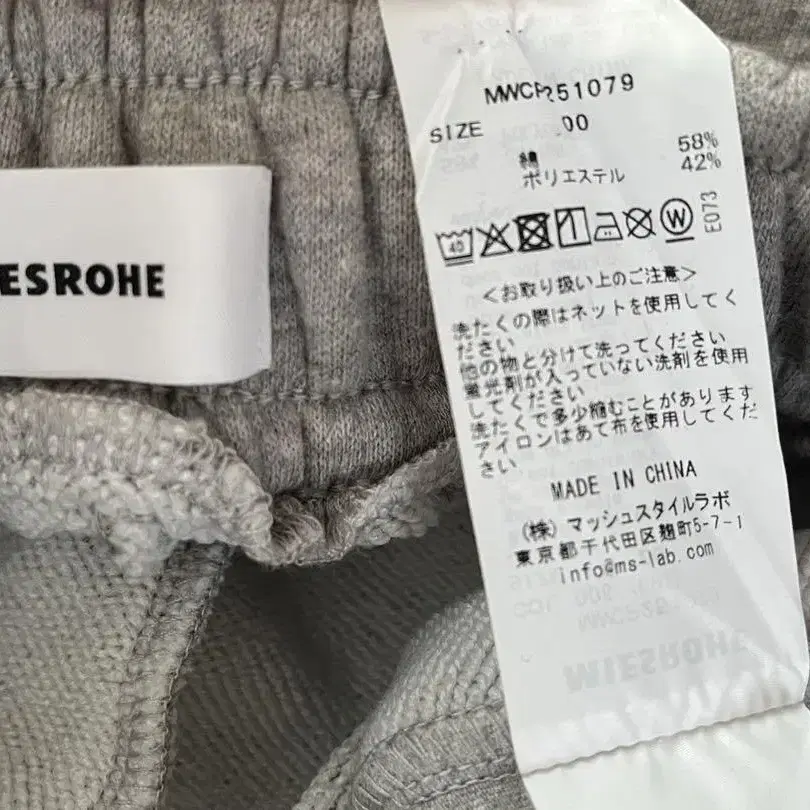 ESROHE
MWCP251079
SIZE 00
綿 58%
ポリエステル 42%
40
W
E073
<お取り扱い上のご注意>
洗たくの際はネットを使用してく
ださい
他の物と分けて洗ってください
蛍光剤が入っていない洗剤を使用
してください
洗たくで多少縮むことがあります
アイロンはあて布を使用してくだ
さい
MADE IN CHINA
(株)マッシュスタイルラボ
東京都千代田区麹町5-7-1
info@ms-lab.com
MIESROHE